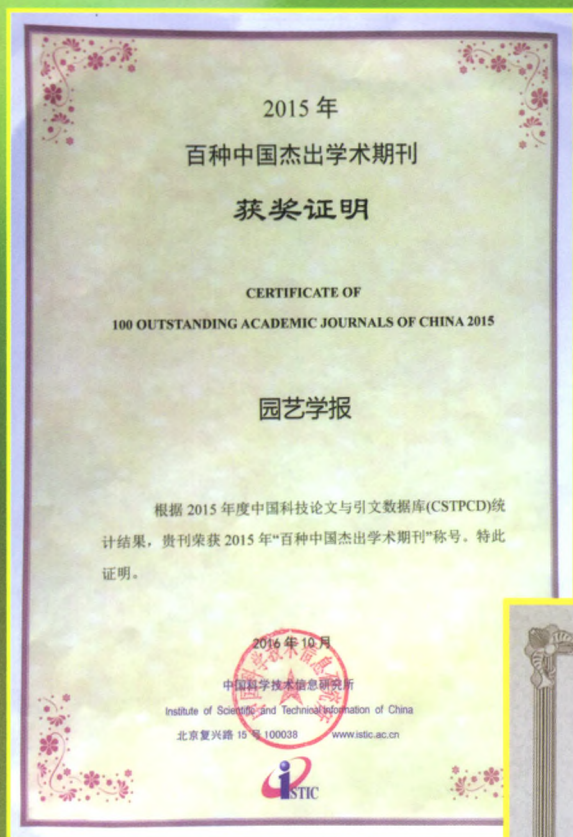 2015 年
百种中国杰出学术期刊
获奖证明
CERTIFICATE OF
100 OUTSTANDING ACADEMIC JOURNALS OF CHINA 2015
园艺学报
根据 2015 年度中国科技论文与引文数据库(CSTPCD)统
计结果，贵刊荣获 2015 年“百种中国杰出学术期刊”称号。特此
证明。
2016 年 10 月
中国科学技术信息研究所
Institute of Scientific and Technical Information of China
北京复兴路 15 号 100038 www.istic.ac.cn
iSTIC